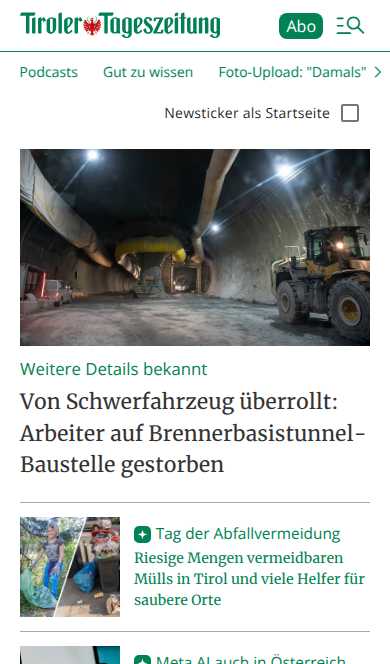 Tiroler Tageszeitung
Abo
Podcasts Gut zu wissen Foto-Upload: "Damals"
Newsticker als Startseite
Weitere Details bekannt
Von Schwerfahrzeug überrollt:
Arbeiter auf Brennerbasistunnel-
Baustelle gestorben
Tag der Abfallvermeidung
Riesige Mengen vermeidbaren
Mülls in Tirol und viele Helfer für
saubere Orte
Meta AI auch in Österreich